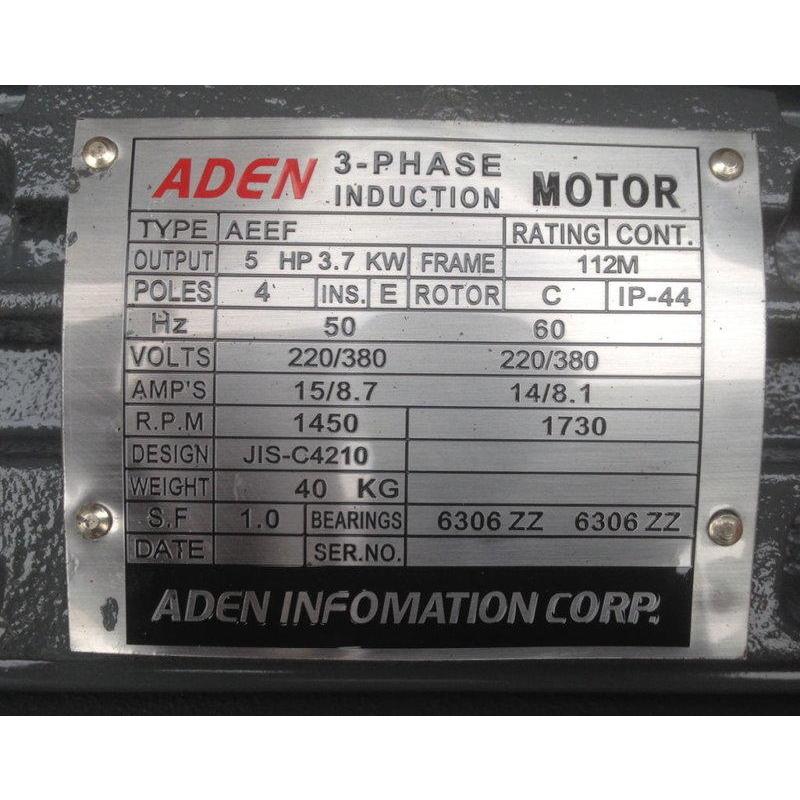 ADEN 3-PHASE INDUCTION MOTOR
TYPE AEEF RATING CONT.
OUTPUT 5 HP 3.7 KW FRAME 112M
POLES 4 INS. E ROTOR C IP-44
Hz 50 60
VOLTS 220/380 220/380
AMP'S 15/8.7 14/8.1
R.P.M 1450 1730
DESIGN JIS-C4210
WEIGHT 40 KG
S.F 1.0 BEARINGS 6306 ZZ 6306 ZZ
DATE SER.NO.
ADEN INFOMATION CORP.